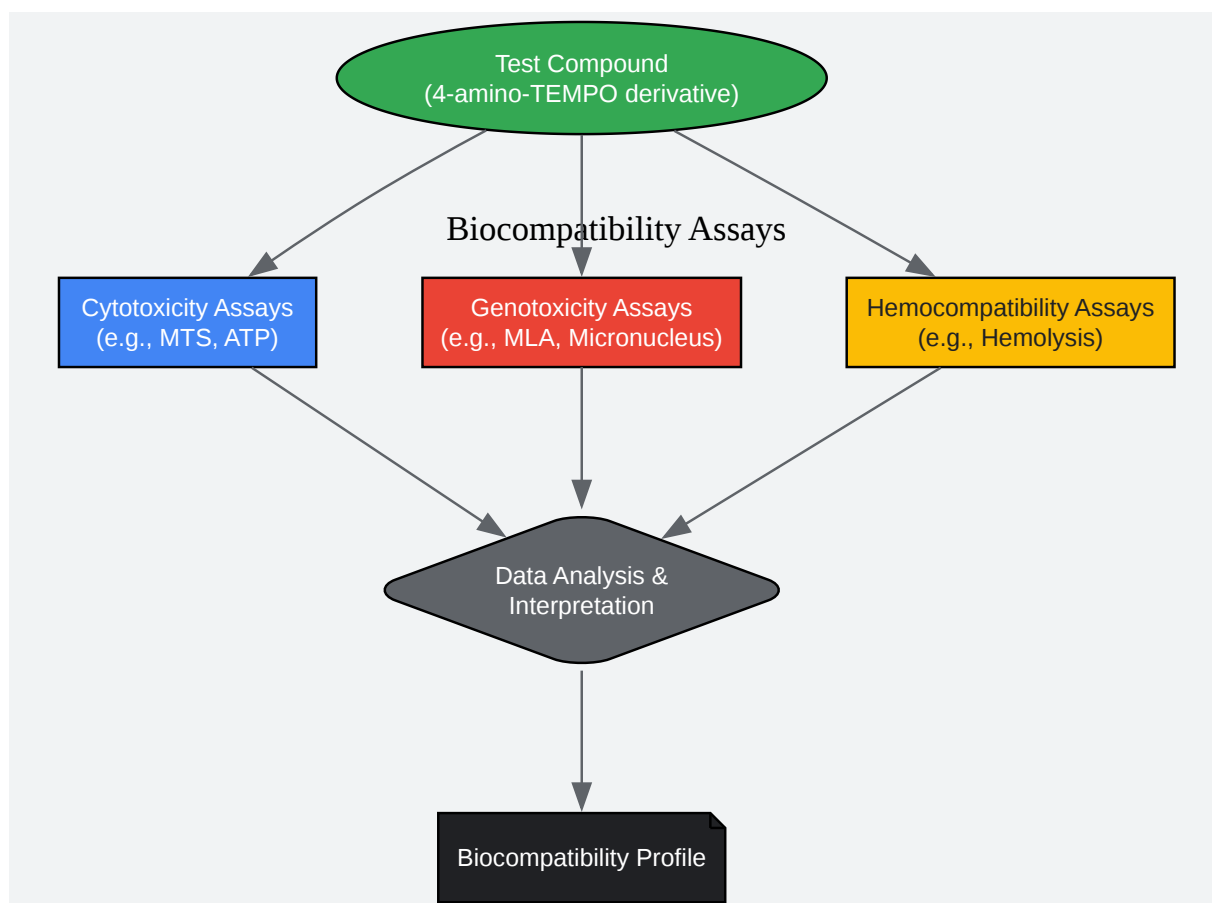 Test Compound
(4-amino-TEMPO derivative)
Biocompatibility Assays
Cytotoxicity Assays
(e.g., MTS, ATP)
Genotoxicity Assays
(e.g., MLA, Micronucleus)
Hemocompatibility Assays
(e.g., Hemolysis)
Data Analysis &
Interpretation
Biocompatibility Profile